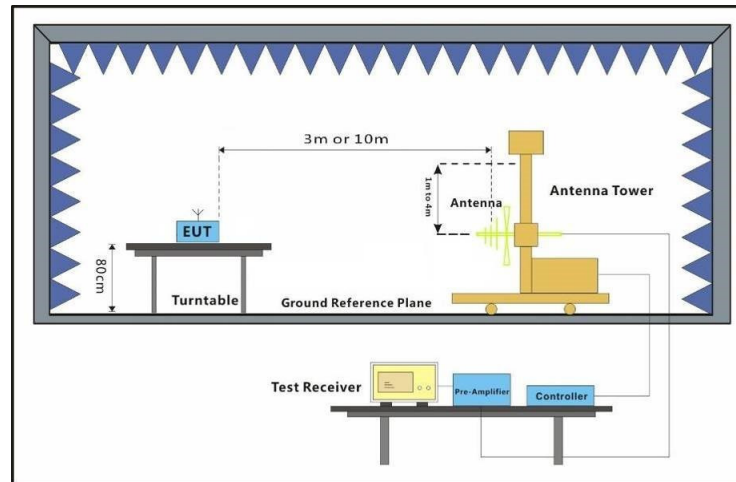 3m or 10m
1m to 4m
Antenna
Antenna Tower
EUT
80cm
Turntable
Ground Reference Plane
Test Receiver
Pre-Amplifier
Controller